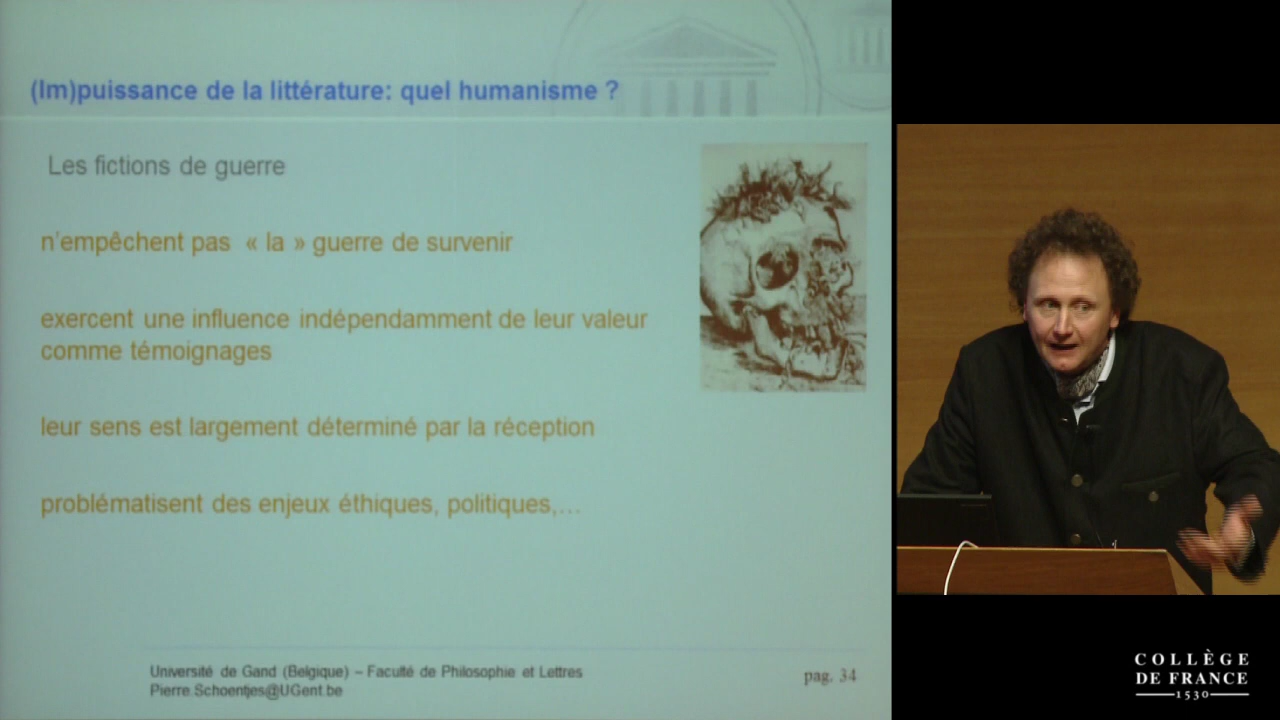 (Im)puissance de la littérature: quel humanisme ?
Les fictions de guerre
n'empêchent pas « la » guerre de survenir
exercent une influence indépendamment de leur valeur
comme témoignages
leur sens est largement déterminé par la réception
problématisent des enjeux éthiques, politiques,…
Université de Gand (Belgique) – Faculté de Philosophie et Lettres
Pierre.Schoentjes@UGent.be
pag. 34
COLLÈGE
DE FRANCE
1530